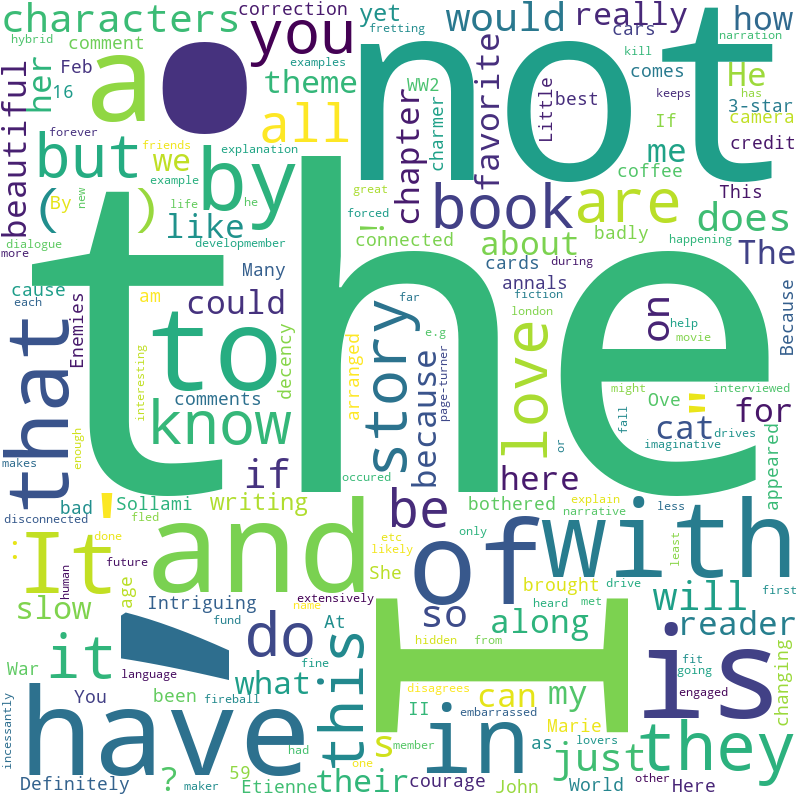 characters
correction
yet
fretting
would
really
cars
kill
how
narration
hybrid
comment
Feb
16
her
beautiful
a
o
you
examples
theme
all
not
WW2
favorite
charmer
Little
best
comes
keeps
He
has
3-star
camera
If
credit
me
coffee
forever
but
friends
we
explanation
by
chapter
book
are
This
does
(
By
)
new
example
life
he
great
forced
!
like
connected
about
badly
happening
The
dialogue
more
developmember
Many
cards
during
annals
fiction
london
cause
each
am
could
the
far
story
e.g
on
help
movie
Because
Enemies
that
to
interesting
comments
decency
arranged
because
page-turner
love
might
interviewed
Ove
"
for
know
fall
cat
drives
imaginative
or
appeared
makes
enough
if
occured
here
bad
'
Sollami
writing
be
bothered
explain
narrative
less
disconnected
fled
and
of
with
It
:
done
etc
likely
only
least
future
human
She
brought
drive
will
first
slow
age
Intriguing
extensively
name
so
heard
met
along
reader
it
’
fund
do
At
this
hidden
from
I
is
fit
going
changing
War
language
what
fine
disagrees
can
my
engaged
You
been
fireball
II
embarrassed
Marie
incessantly
have
had
s
member
in
as
lovers
just
they
Definitely
?
maker
59
Etienne
their
one
courage
John
World
other
Here